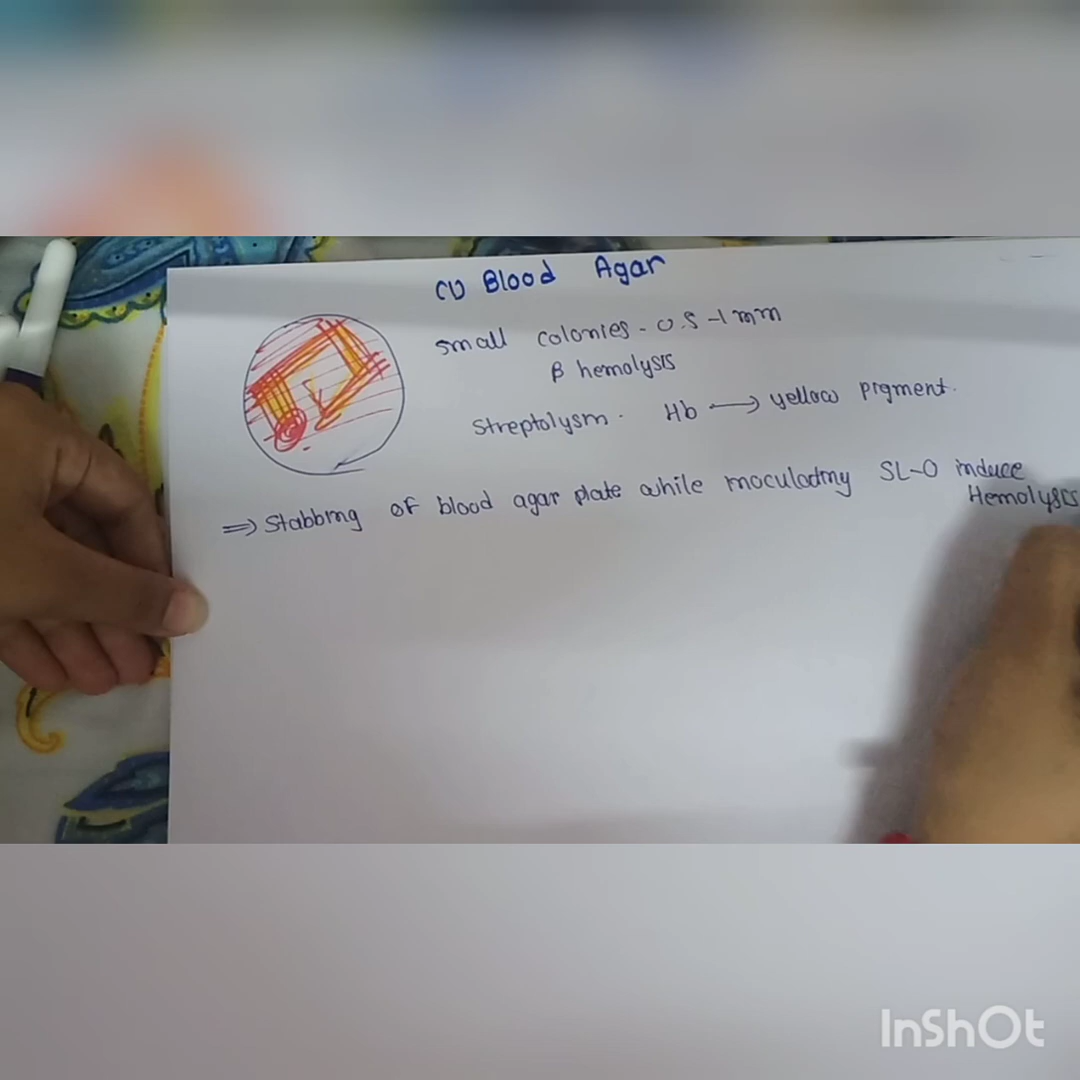 (1) Blood Agar
small colonies - 0.5-1mm
β hemolysis
Streptolysin. Hb → yellow pigment.
⇒ Stabbing of blood agar plate while inoculating SL-O induce
Hemolysis
InShOt